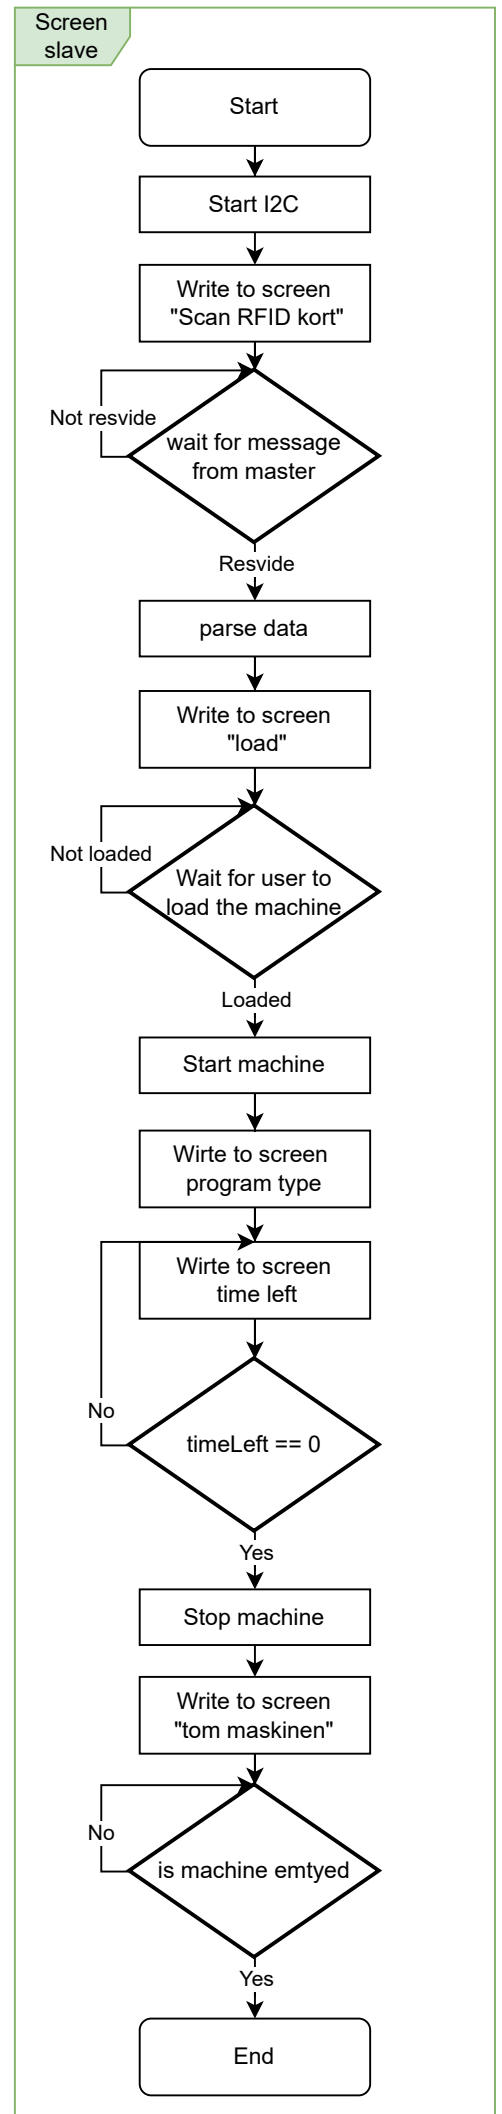 Screen
slave
Start
Start I2C
Write to screen
"Scan RFID kort"
Not resvide
wait for message
from master
Resvide
parse data
Write to screen
"load"
Not loaded
Wait for user to
load the machine
Loaded
Start machine
Wirte to screen
program type
Wirte to screen
time left
No
timeLeft == 0
Yes
Stop machine
Write to screen
"tom maskinen"
No
is machine emtyed
Yes
End